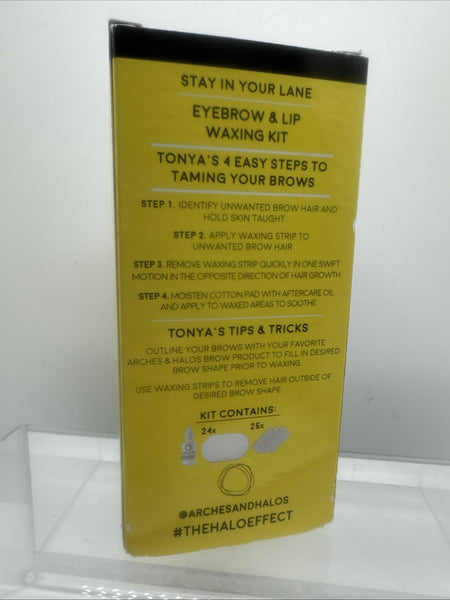 STAY IN YOUR LANE
EYEBROW & LIP
WAXING KIT
TONYA'S 4 EASY STEPS TO
TAMING YOUR BROWS
STEP 1. IDENTIFY UNWANTED BROW HAIR AND
HOLD SKIN TAUGHT
STEP 2. APPLY WAXING STRIP TO
UNWANTED BROW HAIR
STEP 3. REMOVE WAXING STRIP QUICKLY IN ONE SWIFT
MOTION IN THE OPPOSITE DIRECTION OF HAIR GROWTH
STEP 4. MOISTEN COTTON PAD WITH AFTERCARE OIL
AND APPLY TO WAXED AREAS TO SOOTHE
TONYA'S TIPS & TRICKS
OUTLINE YOUR BROWS WITH YOUR FAVORITE
ARCHES & HALOS BROW PRODUCT TO FILL IN DESIRED
BROW SHAPE PRIOR TO WAXING
USE WAXING STRIPS TO REMOVE HAIR OUTSIDE OF
DESIRED BROW SHAPE
KIT CONTAINS:
24x 25x
@ARCHESANDHALOS
#THEHALOEFFECT